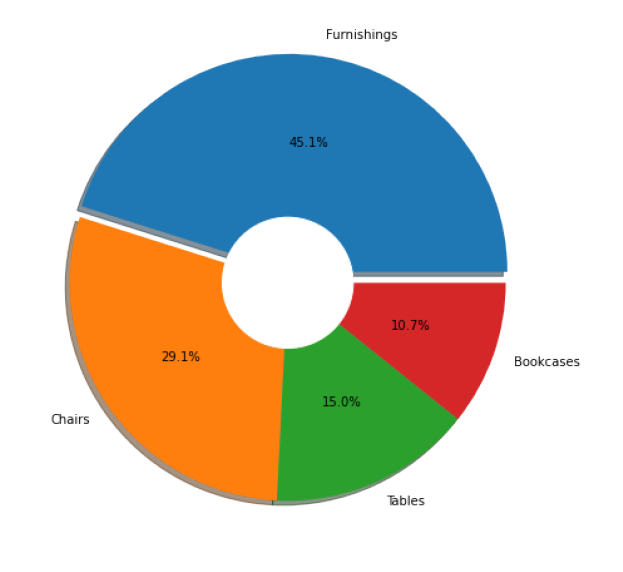 Furnishings
45.1%
10.7%
29.1%
Bookcases
15.0%
Chairs
Tables